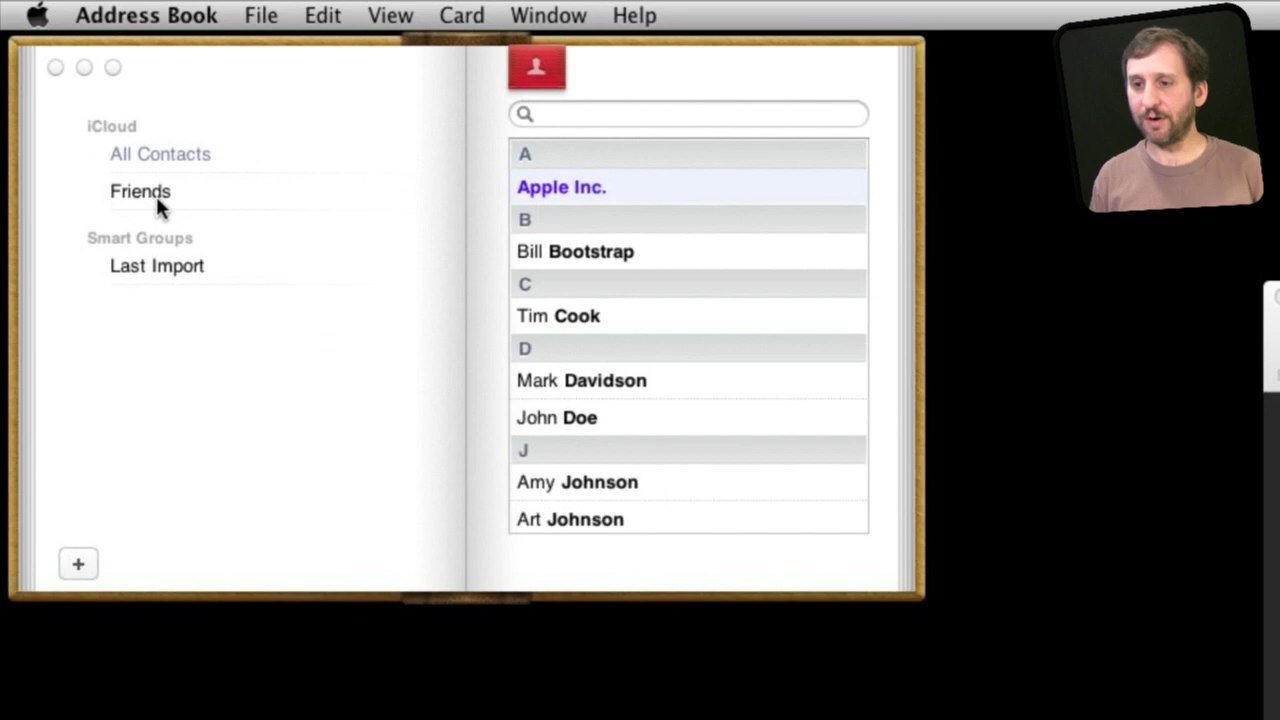 Address Book File Edit View Card Window Help
iCloud
All Contacts
Friends
Smart Groups
Last Import
+
A
Apple Inc.
B
Bill Bootstrap
C
Tim Cook
D
Mark Davidson
John Doe
J
Amy Johnson
Art Johnson